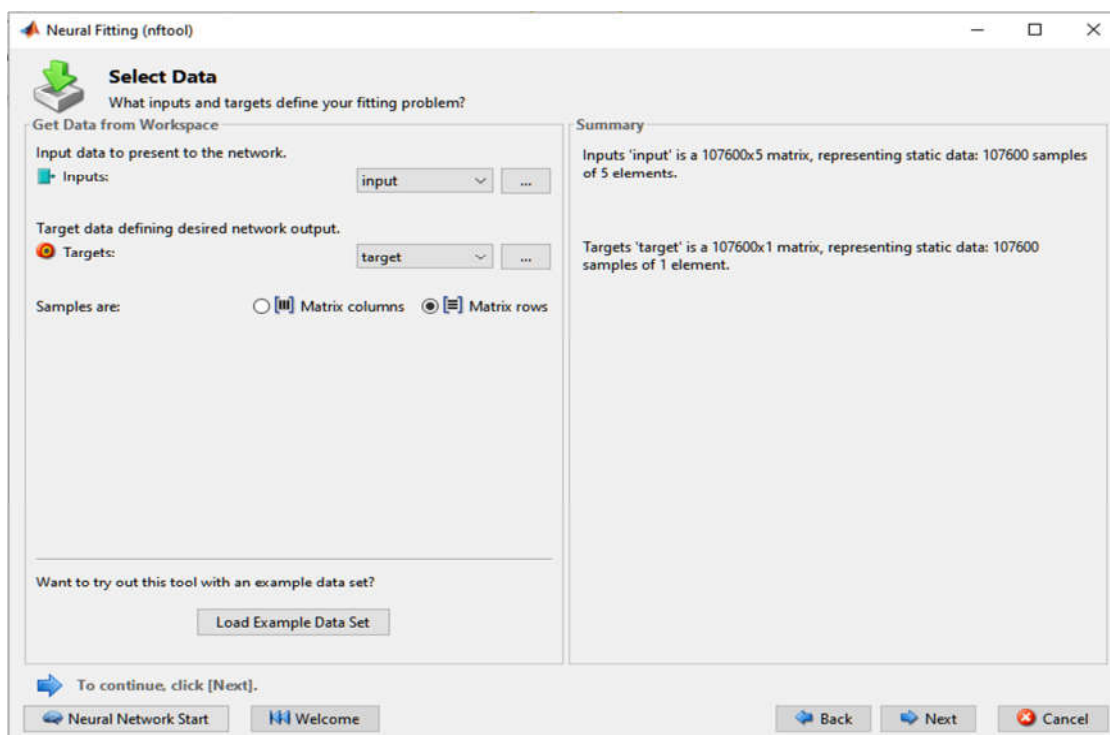 Neural Fitting (nftool)
Select Data
What inputs and targets define your fitting problem?
Get Data from Workspace
Input data to present to the network.
Inputs:
input
...
Target data defining desired network output.
Targets:
target
...
Samples are:
Matrix columns
Matrix rows
Want to try out this tool with an example data set?
Load Example Data Set
Summary
Inputs 'input' is a 107600x5 matrix, representing static data: 107600 samples
of 5 elements.
Targets 'target' is a 107600x1 matrix, representing static data: 107600
samples of 1 element.
To continue, click [Next].
Neural Network Start
Welcome
Back
Next
Cancel